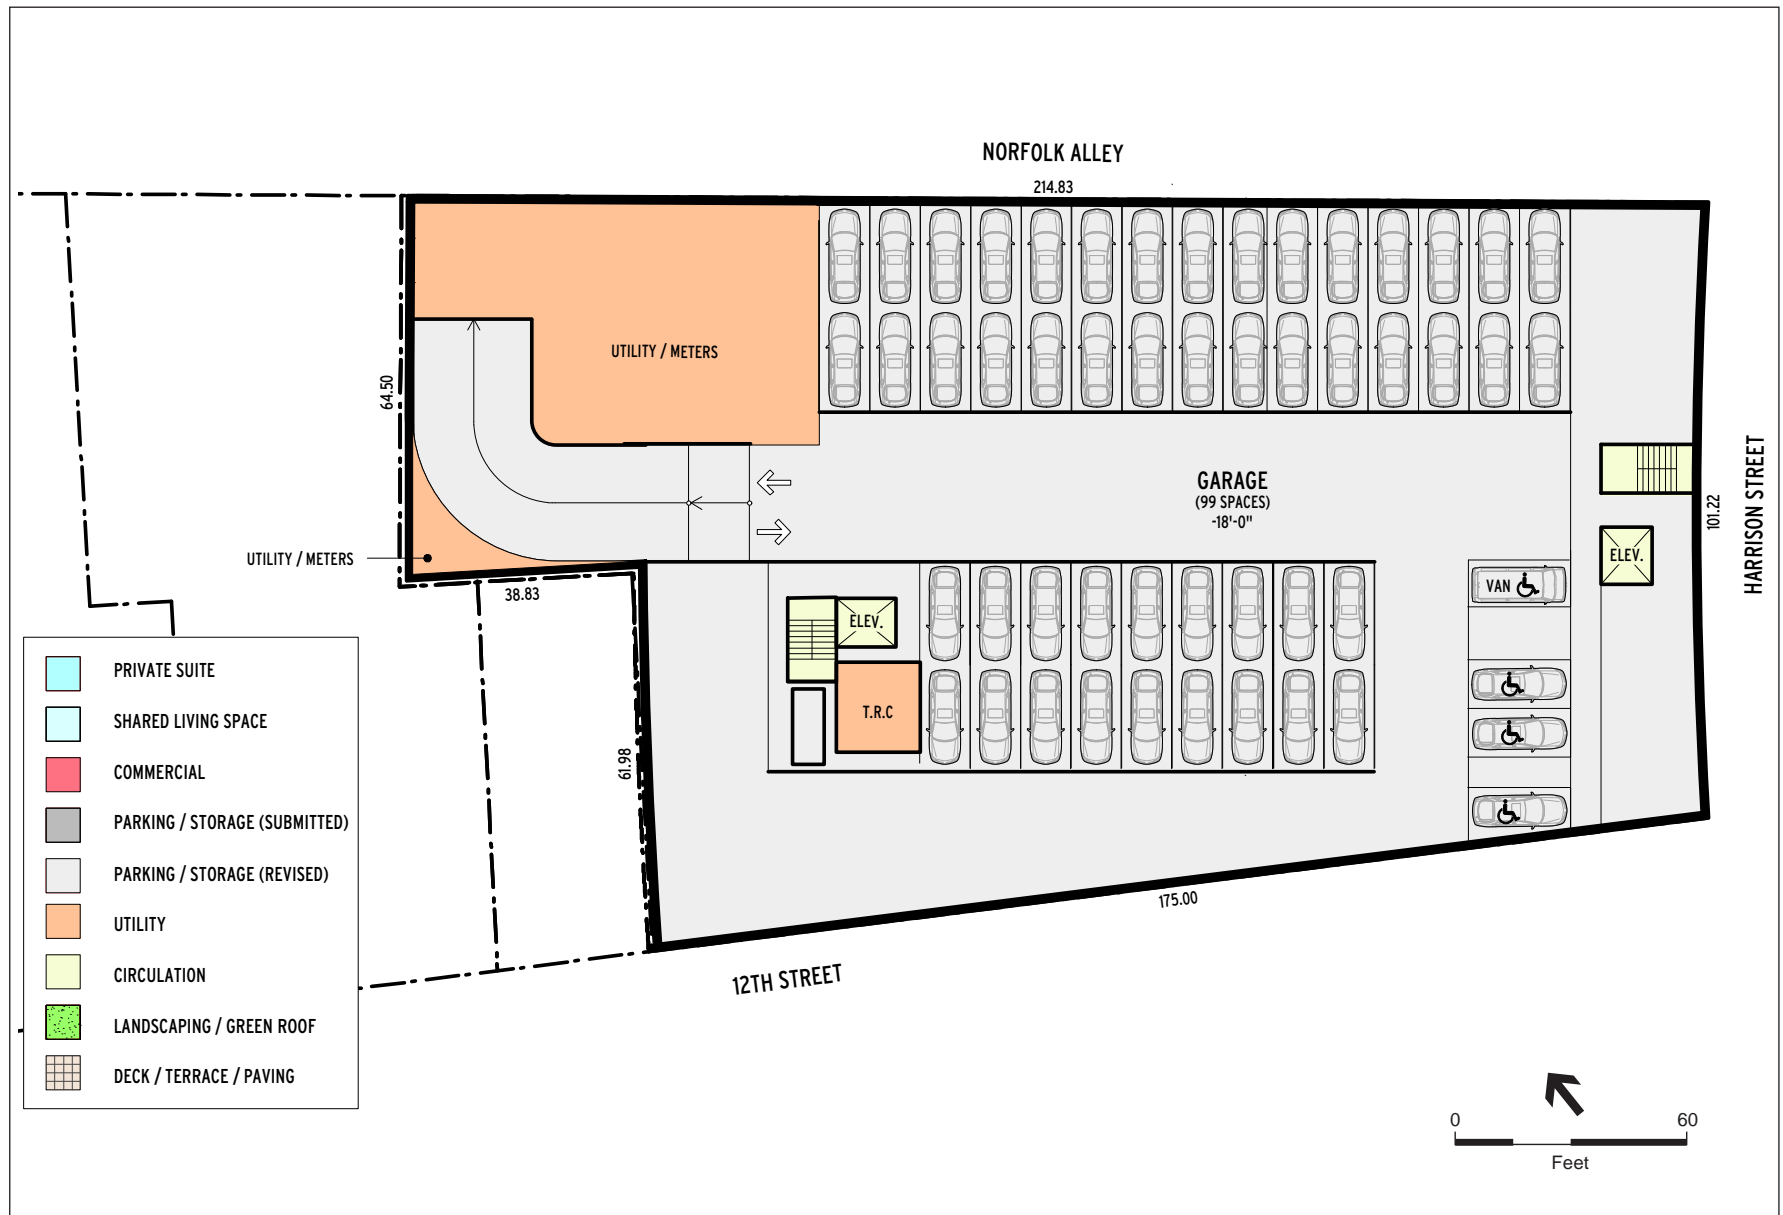 NORFOLK ALLEY
214.83
UTILITY / METERS
64.50
GARAGE
(99 SPACES)
-18'-0"
101.22
HARRISON STREET
ELEV.
UTILITY / METERS
38.83
VAN
ELEV.
T.R.C
61.98
175.00
12TH STREET
PRIVATE SUITE
SHARED LIVING SPACE
COMMERCIAL
PARKING / STORAGE (SUBMITTED)
PARKING / STORAGE (REVISED)
UTILITY
CIRCULATION
LANDSCAPING / GREEN ROOF
DECK / TERRACE / PAVING
0 60
Feet